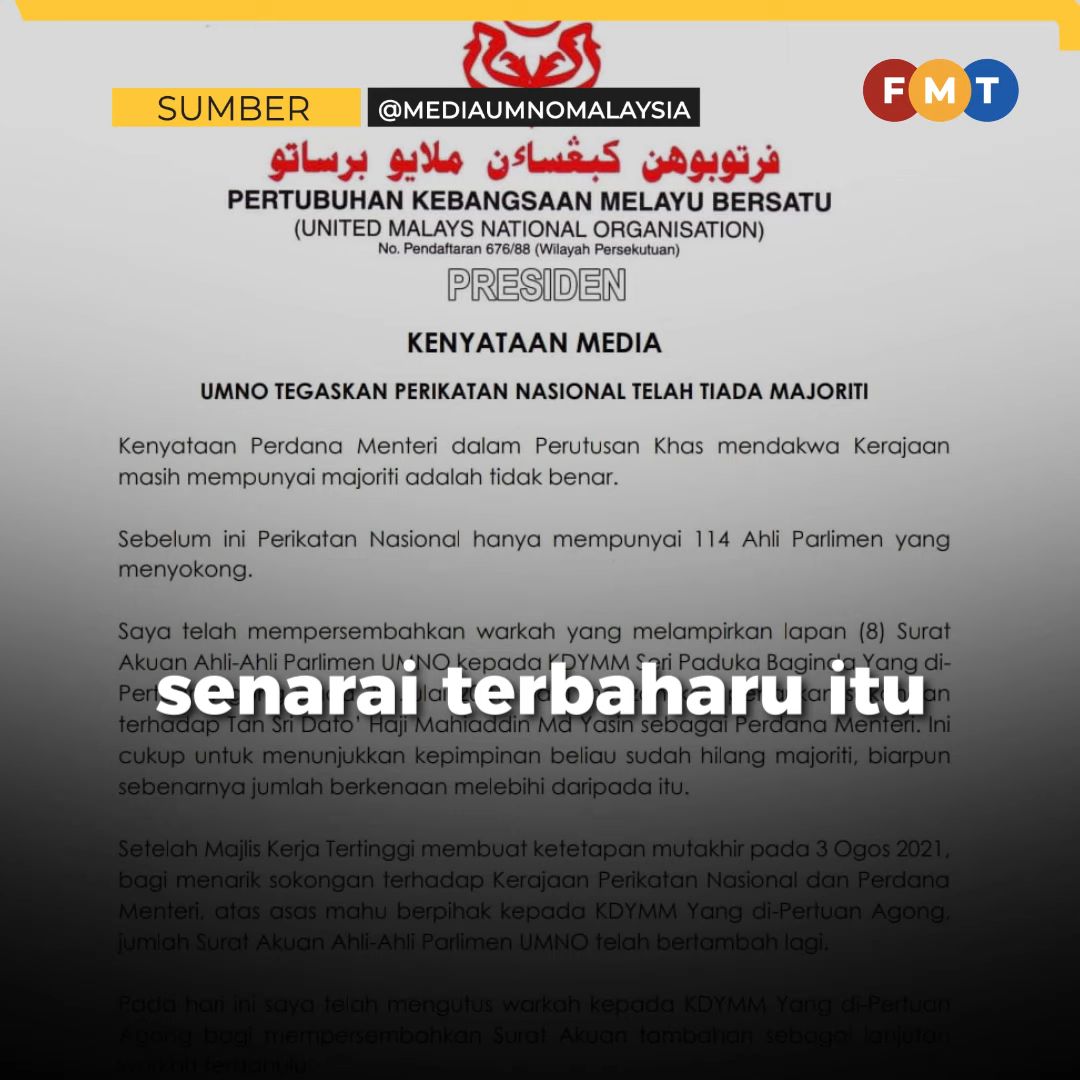 FMT
SUMBER
@MEDIAUMNOMALAYSIA
فرتوبوهن كبڠساءن ملايو برساتو
PERTUBUHAN KEBANGSAAN MELAYU BERSATU
(UNITED MALAYS NATIONAL ORGANISATION)
No. Pendaftaran 676/88 (Wilayah Persekutuan)
PRESIDEN
KENYATAAN MEDIA
UMNO TEGASKAN PERIKATAN NASIONAL TELAH TIADA MAJORITI
Kenyataan Perdana Menteri dalam Perutusan Khas mendakwa Kerajaan
masih mempunyai majoriti adalah tidak benar.
Sebelum ini Perikatan Nasional hanya mempunyai 114 Ahli Parlimen yang
menyokong.
Saya telah mempersembahkan warkah yang melampirkan lapan (8) Surat
Akuan Ahli-Ahli Parlimen UMNO kepada KDYMM Seri Paduka Baginda Yang di-
senarai terbaharu itu
terhadap Tan Sri Dato' Haji Mahiaddin Md Yasin sebagai Perdana Menteri. Ini
cukup untuk menunjukkan kepimpinan beliau sudah hilang majoriti, biarpun
sebenarnya jumlah berkenaan melebihi daripada itu.
Setelah Majlis Kerja Tertinggi membuat ketetapan mutakhir pada 3 Ogos 2021,
bagi menarik sokongan terhadap Kerajaan Perikatan Nasional dan Perdana
Menteri, atas asas mahu berpihak kepada KDYMM Yang di-Pertuan Agong,
jumlah Surat Akuan Ahli-Ahli Parlimen UMNO telah bertambah lagi.
Pada hari ini saya telah mengutus warkah kepada KDYMM Yang di-Pertuan
Agong bagi mempersembahkan Surat Akuan tambahan sebagai lanjutan